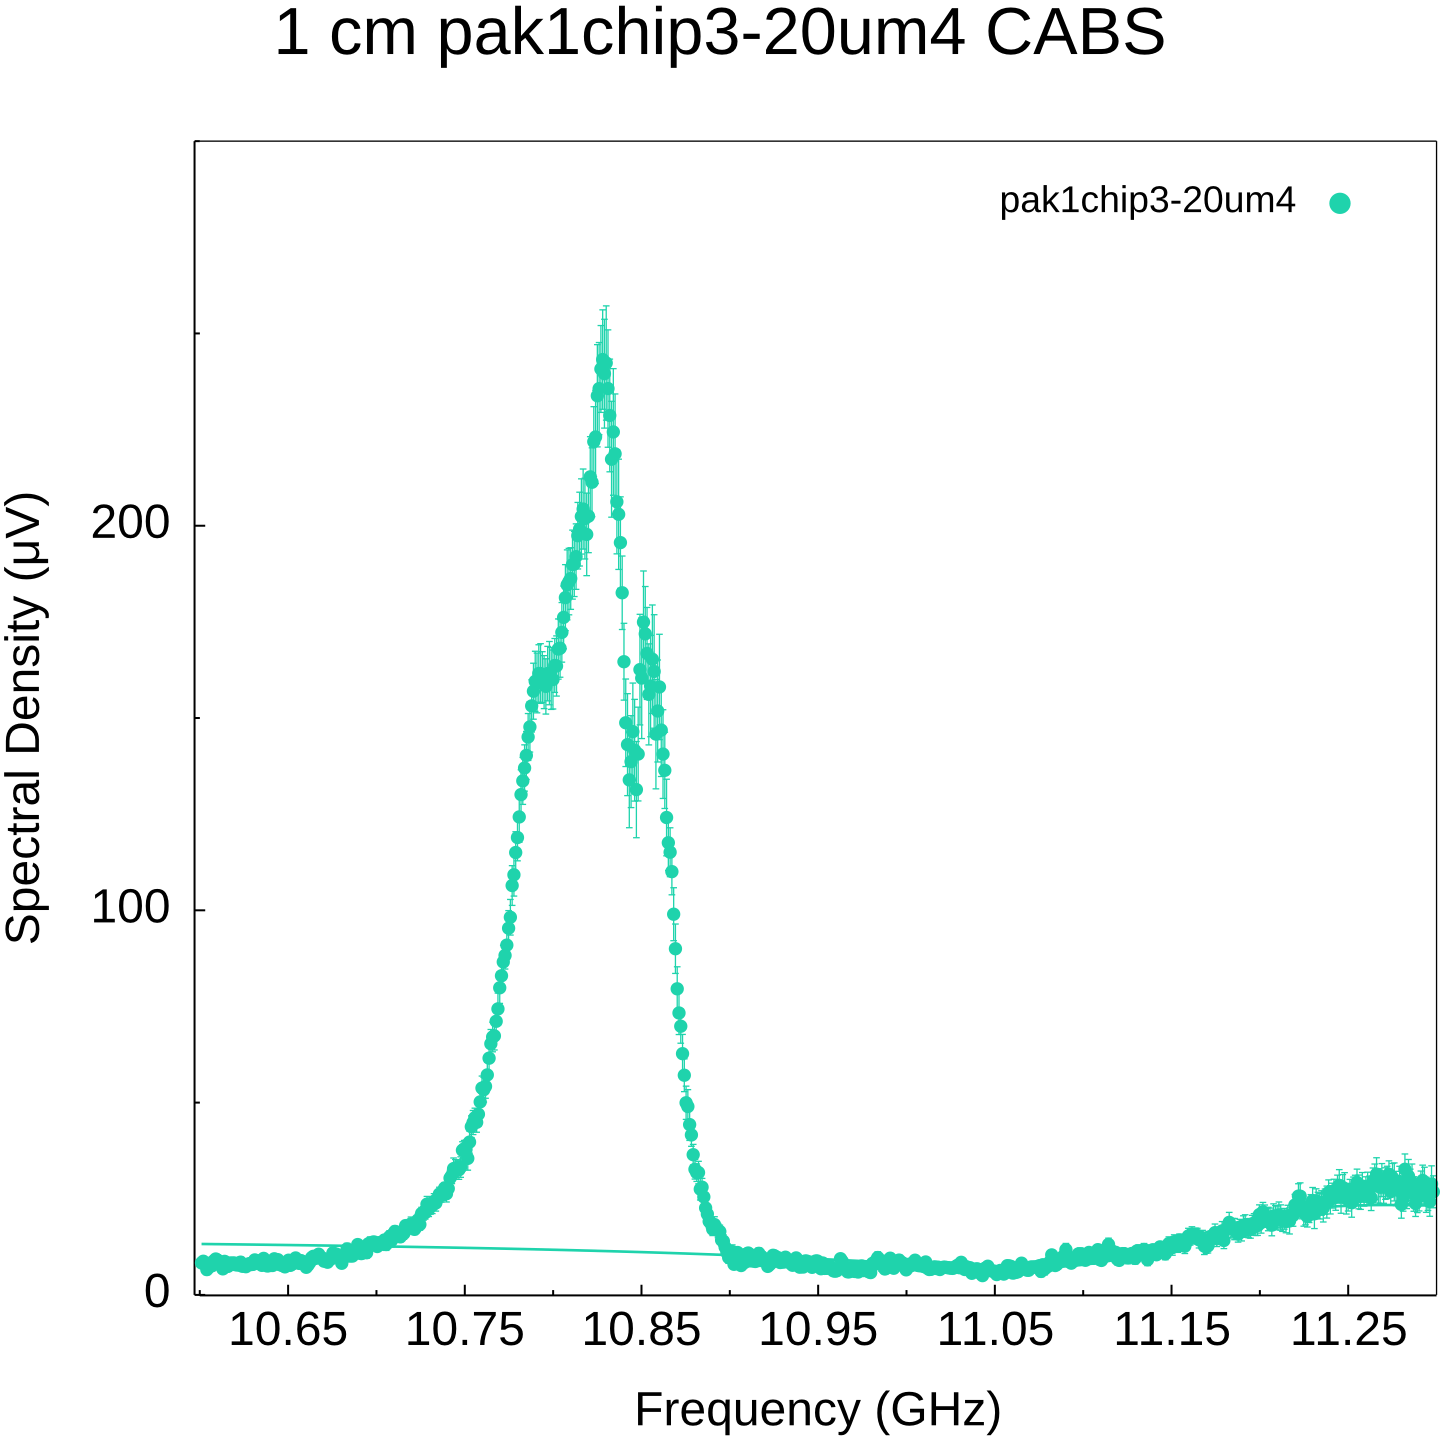 1 cm pak1chip3-20um4 CABS
pak1chip3-20um4
Spectral Density (μV)
200
100
0
10.65 10.75 10.85 10.95 11.05 11.15 11.25
Frequency (GHz)